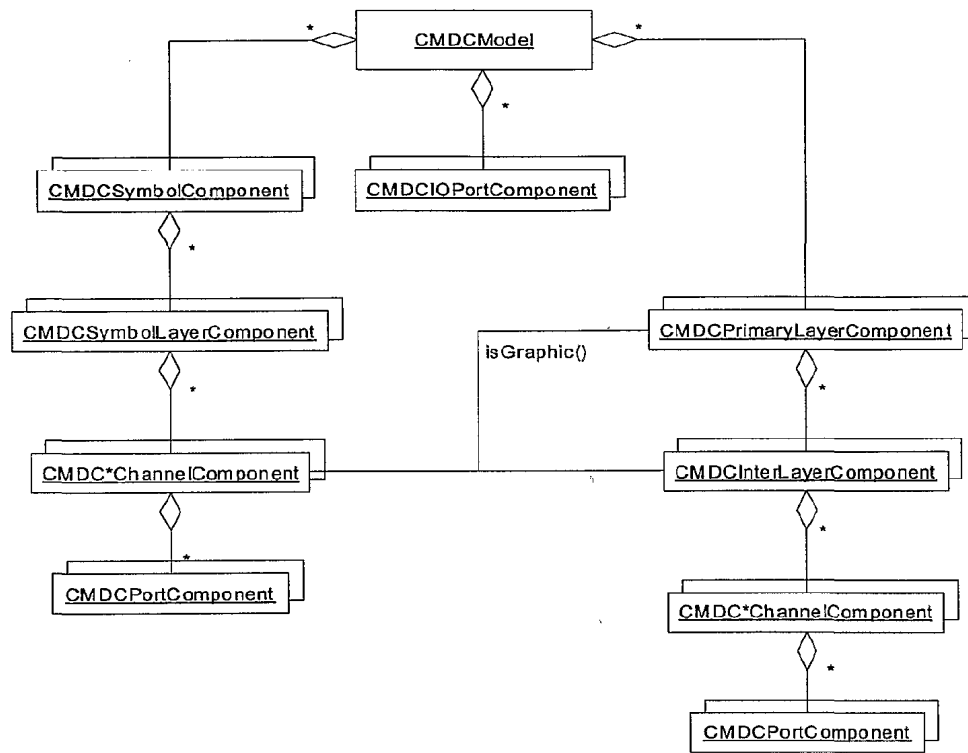 * CMDCModel *
*
CMDCSymbolComponent CMDCIOPortComponent
*
CMDCSymbolLayerComponent CMDCPrimaryLayerComponent
isGraphic()
* *
CMDC*ChannelComponent CMDCInterLayerComponent
* *
CMDCPortComponent CMDC*ChannelComponent
*
CMDCPortComponent